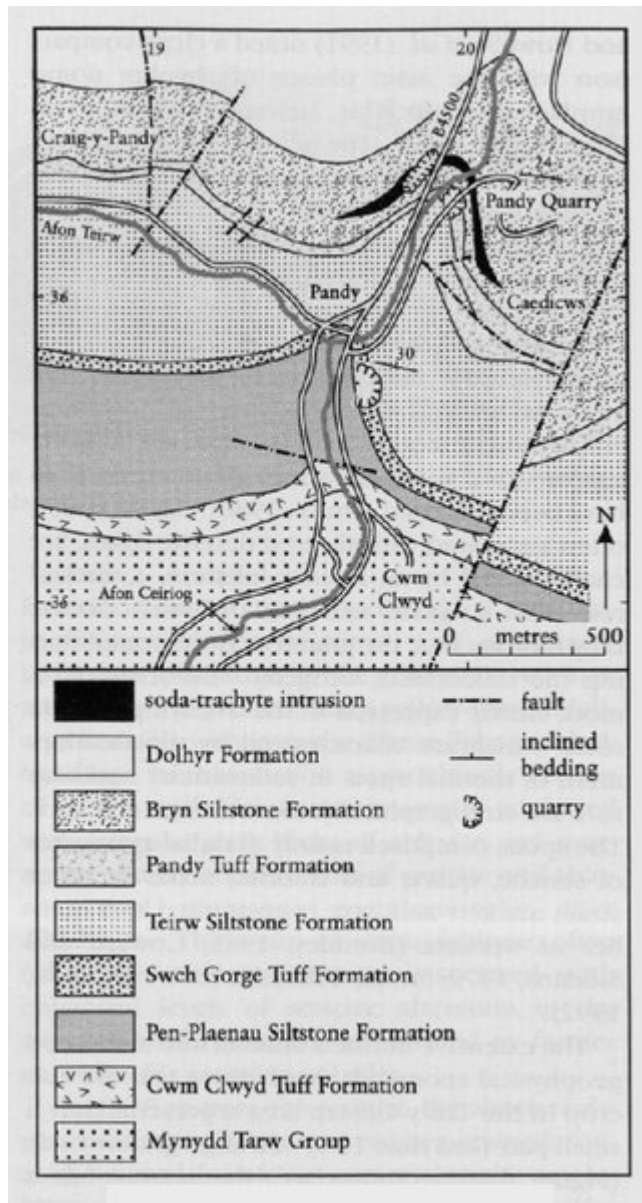 19
20
B4500
Craig-y-Pandy
24
Pandy Quarry
Afon Teirw
Pandy
Caedicws
36
30
N
Cwm
Clwyd
Afon Ceiriog
0 metres 500
soda-trachyte intrusion
fault
Dolhyr Formation
inclined
bedding
Bryn Siltstone Formation
quarry
Pandy Tuff Formation
Teirw Siltstone Formation
Swch Gorge Tuff Formation
Pen-Plaenau Siltstone Formation
Cwm Clwyd Tuff Formation
Mynydd Tarw Group